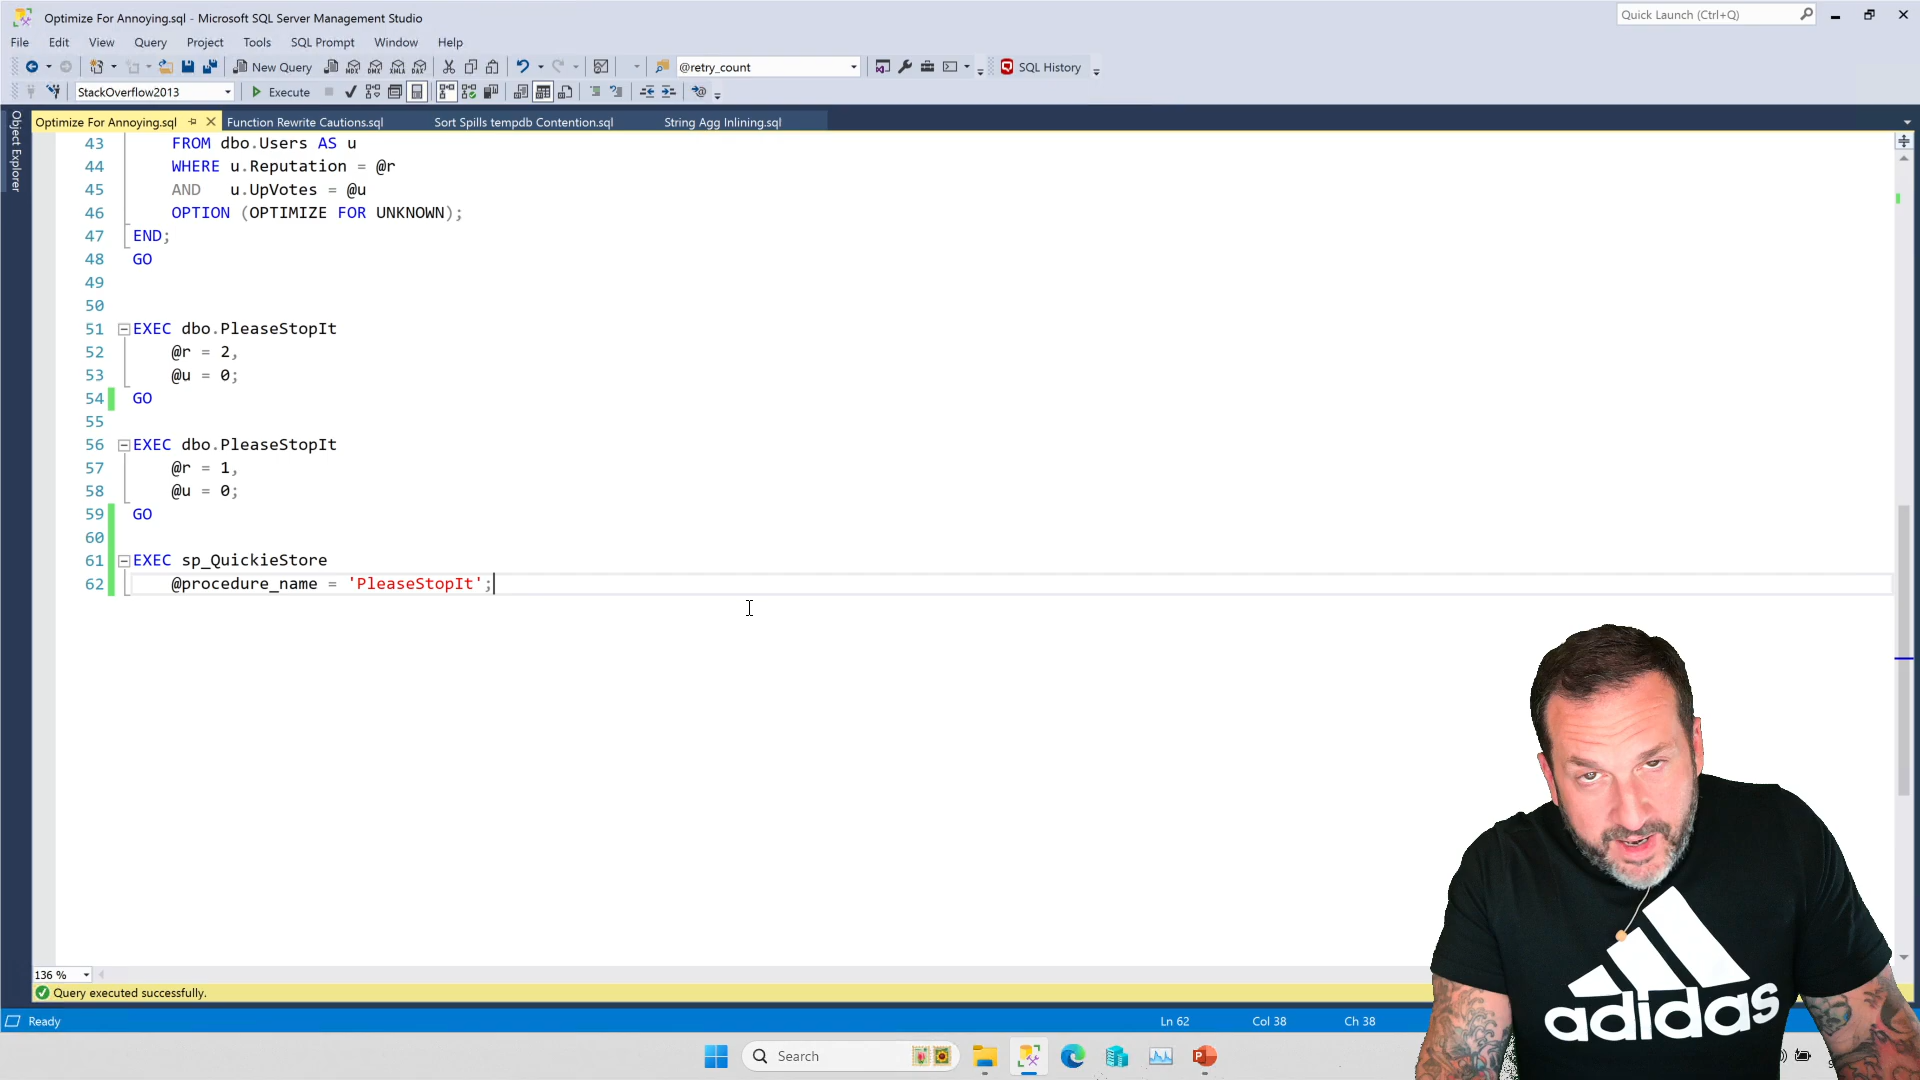 Optimize For Annoying.sql - Microsoft SQL Server Management Studio
Quick Launch (Ctrl+Q)
File Edit View Query Project Tools SQL Prompt Window Help
New Query
MDX DMX XMLA DAX
@retry_count
SQL History
StackOverflow2013
Execute
Object Explorer
Optimize For Annoying.sql
Function Rewrite Cautions.sql
Sort Spills tempdb Contention.sql
String Agg Inlining.sql
43 FROM dbo.Users AS u
44 WHERE u.Reputation = @r
45 AND u.UpVotes = @u
46 OPTION (OPTIMIZE FOR UNKNOWN);
47 END;
48 GO
49
50
51 EXEC dbo.PleaseStopIt
52 @r = 2,
53 @u = 0;
54 GO
55
56 EXEC dbo.PleaseStopIt
57 @r = 1,
58 @u = 0;
59 GO
60
61 EXEC sp_QuickieStore
62 @procedure_name = 'PleaseStopIt';
136 %
Query executed successfully.
Ready
Ln 62 Col 38 Ch 38
Search
adidas